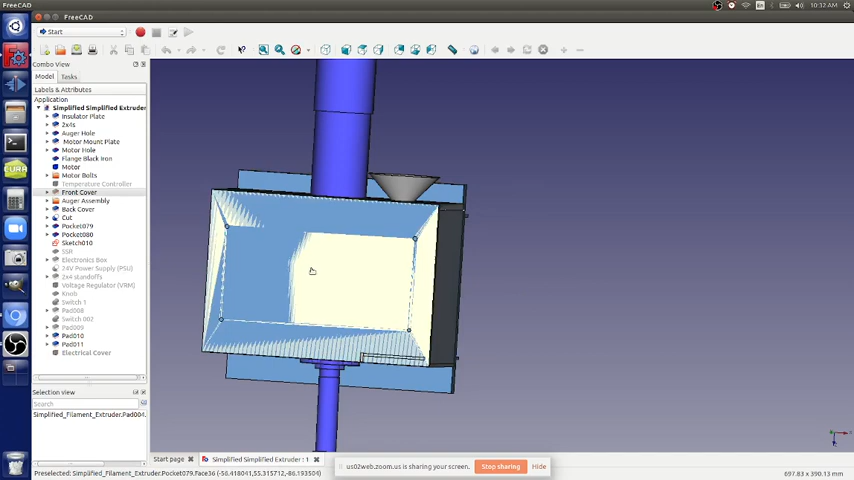 FreeCAD
En
10:32 AM
FreeCAD
Start
Combo View
Model
Tasks
Labels & Attributes
Application
Simplified Simplified Extruder
Insulator Plate
2x4s
Auger Hole
Motor Mount Plate
Motor Hole
Flange Black Iron
Motor
Motor Bolts
Temperature Controller
Front Cover
Auger Assembly
Back Cover
Cut
Pocket079
Pocket080
Sketch010
SSR
Electronics Box
24V Power Supply (PSU)
2x4 standoffs
Voltage Regulator (VRM)
Knob
Switch 1
Pad008
Switch 002
Pad009
Pad010
Pad011
Electrical Cover
Selection view
Search
Simplified_Filament_Extruder.Pad004.
Start page
Simplified Simplified Extruder : 1
us02web.zoom.us is sharing your screen.
Stop sharing
Hide
Preselected: Simplified_Filament_Extruder.Pocket079.Face36 (-58.418041,55.315712,-86.193504)
697.83 x 390.13 mm
CURA